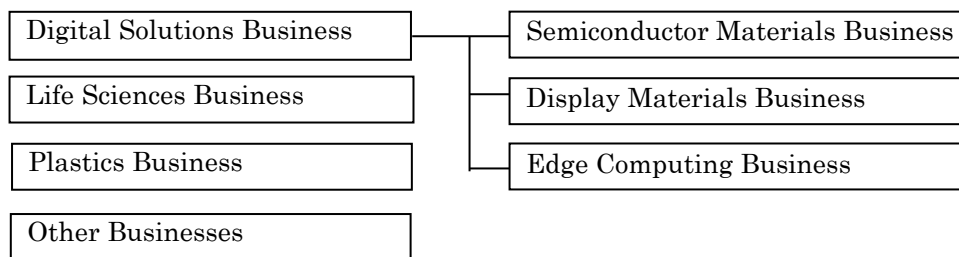 Digital Solutions Business
Semiconductor Materials Business
Life Sciences Business
Display Materials Business
Plastics Business
Edge Computing Business
Other Businesses